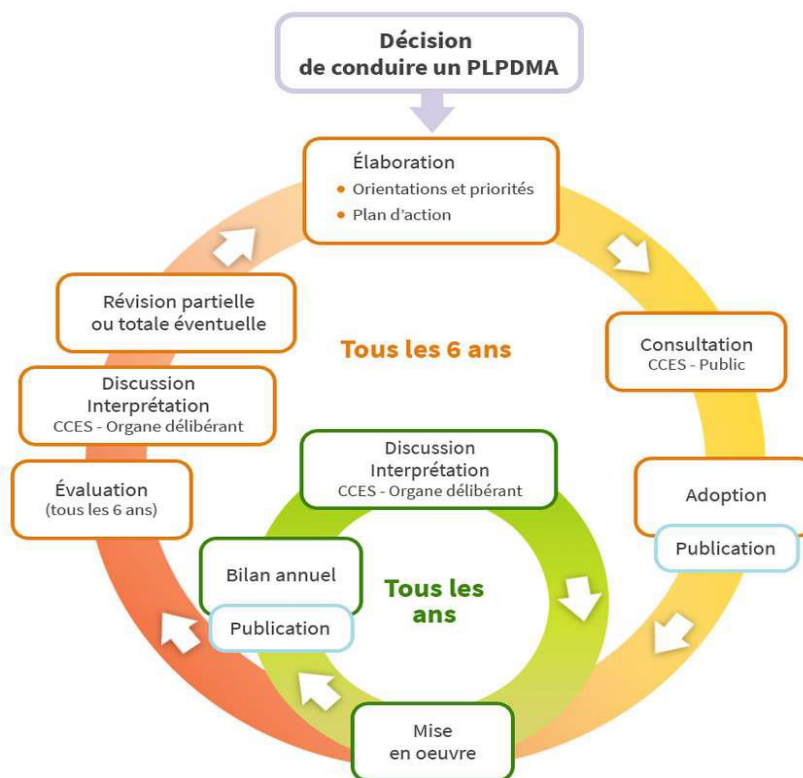 Décision
de conduire un PLPDMA
Élaboration
• Orientations et priorités
• Plan d'action
Révision partielle
ou totale éventuelle
Tous les 6 ans
Consultation
CCES - Public
Discussion
Interprétation
CCES - Organe délibérant
Discussion
Interprétation
CCES - Organe délibérant
Évaluation
(tous les 6 ans)
Adoption
Publication
Bilan annuel
Publication
Tous les
ans
Mise
en oeuvre